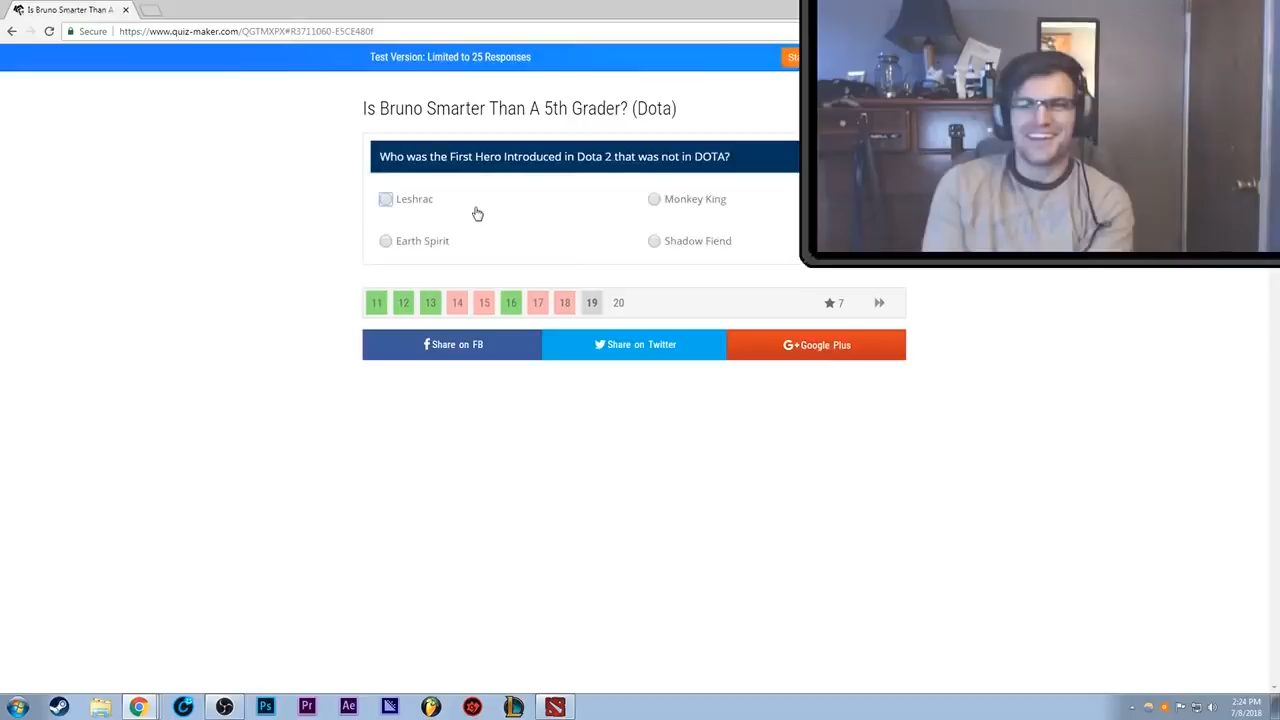 Is Bruno Smarter Than A
Secure
https://www.quiz-maker.com/QGTMXPX#R3711060-E5CE480f
Test Version: Limited to 25 Responses
Is Bruno Smarter Than A 5th Grader? (Dota)
Who was the First Hero Introduced in Dota 2 that was not in DOTA?
Leshrac
Monkey King
Earth Spirit
Shadow Fiend
11 12 13 14 15 16 17 18 19 20 7
Share on FB
Share on Twitter
G+ Google Plus
Ps Pr Ae
2:24 PM
7/8/2018